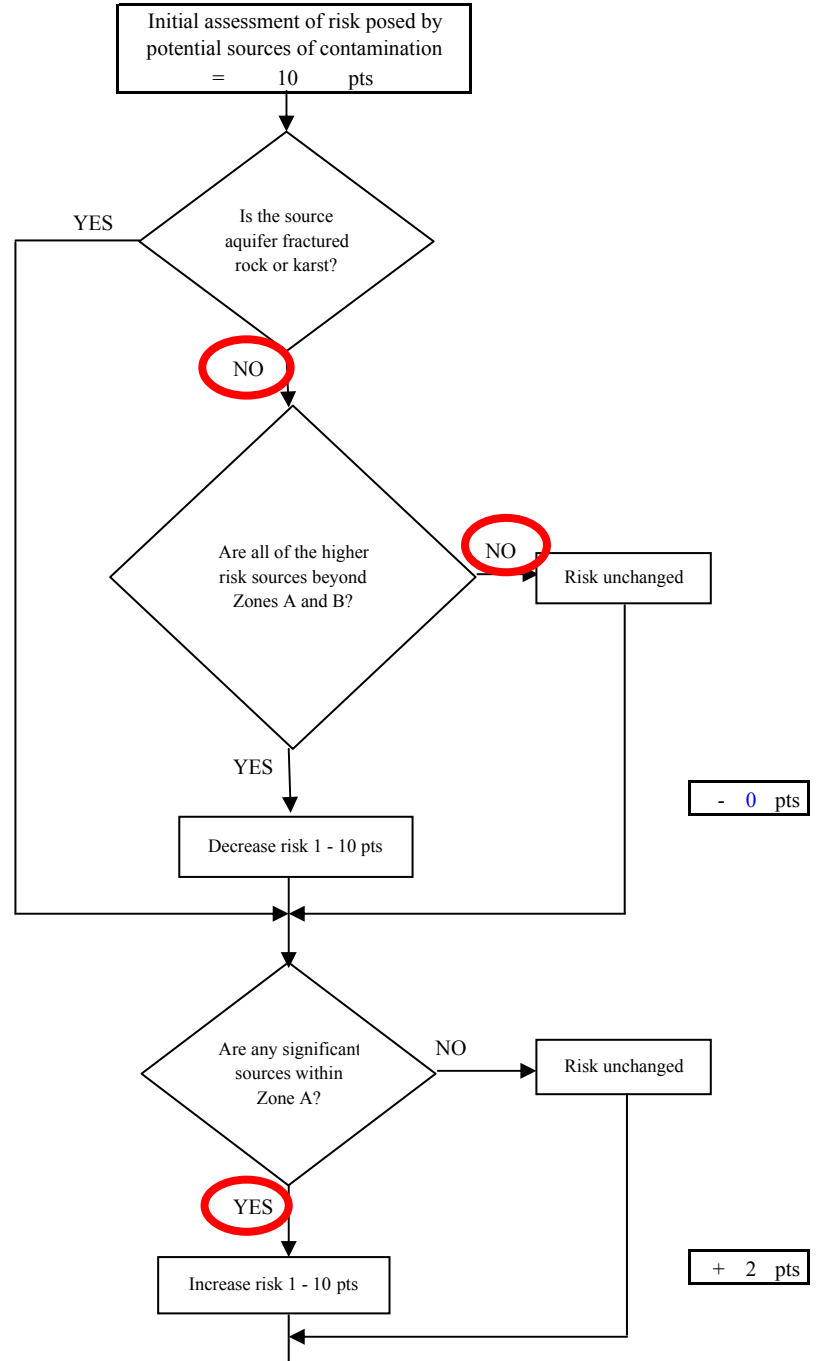 Initial assessment of risk posed by
potential sources of contamination
= 10 pts
YES
Is the source
aquifer fractured
rock or karst?
NO
Are all of the higher
risk sources beyond
Zones A and B?
NO
Risk unchanged
YES
- 0 pts
Decrease risk 1 - 10 pts
Are any significant
sources within
Zone A?
NO
Risk unchanged
YES
+ 2 pts
Increase risk 1 - 10 pts